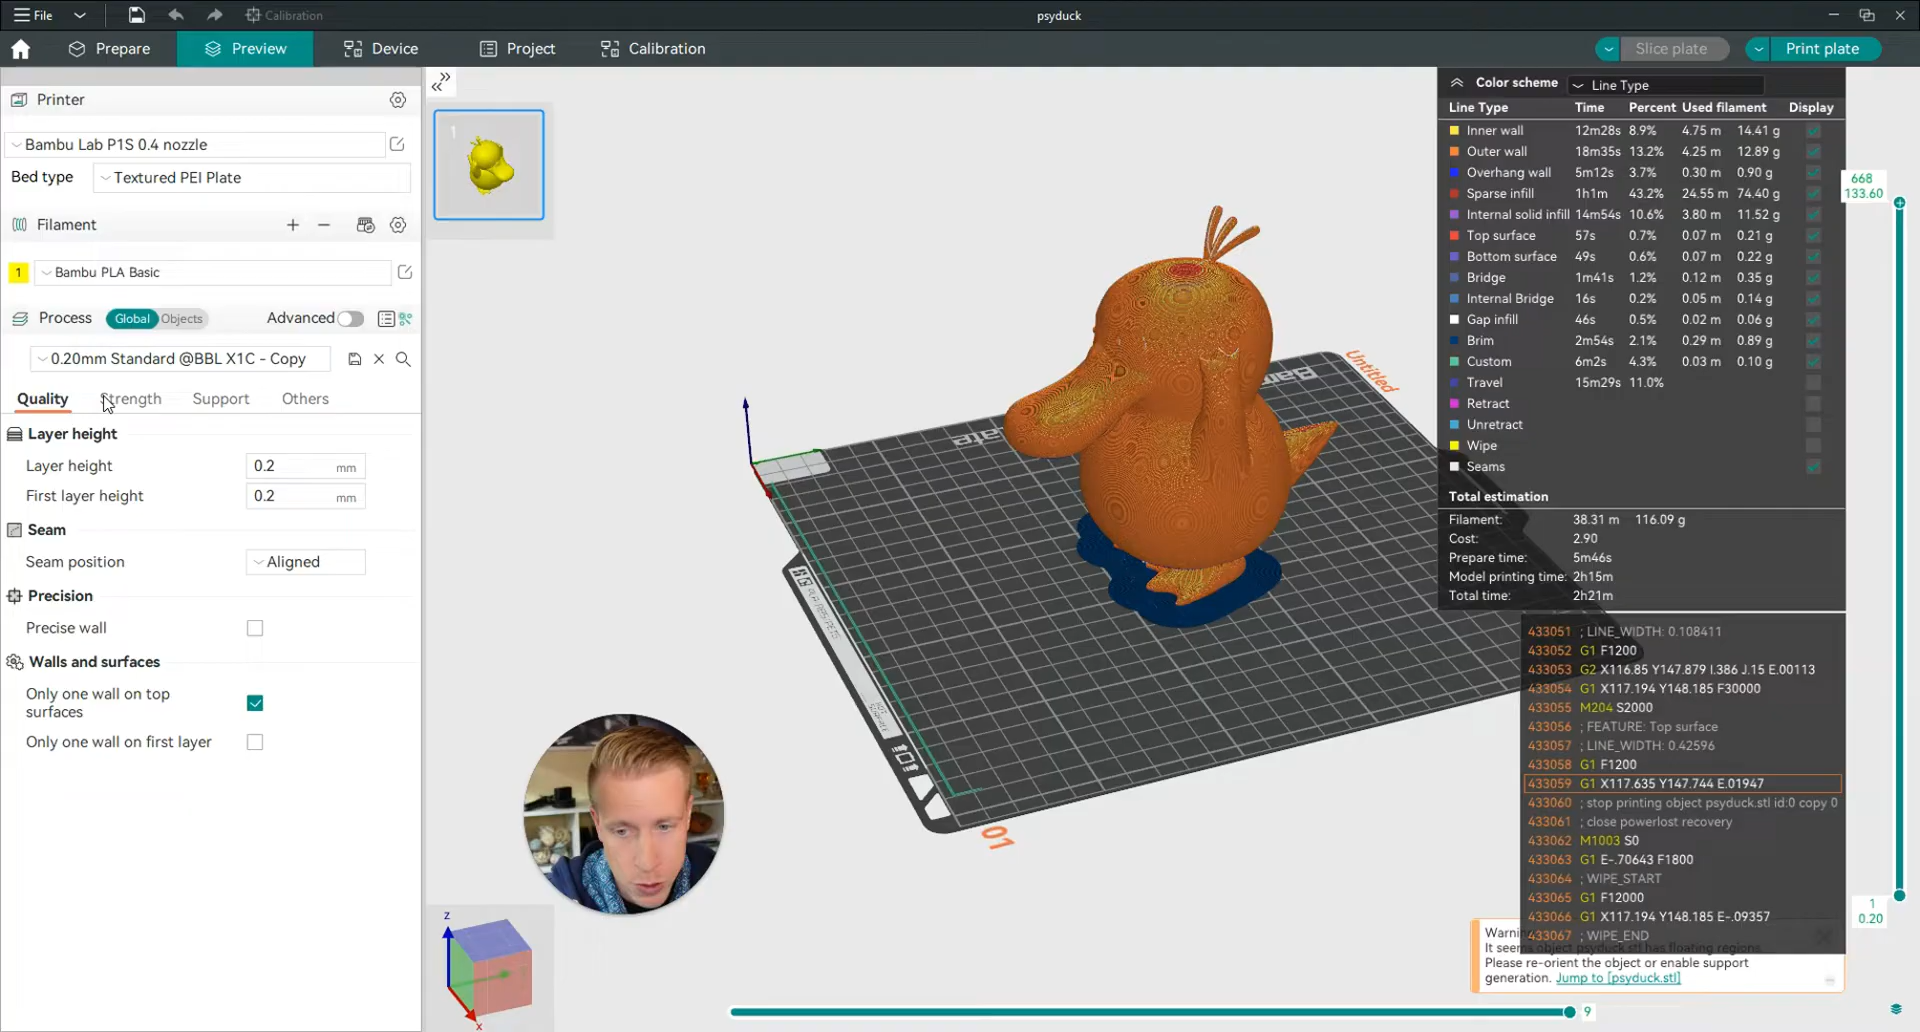 File
Calibration
psyduck
Prepare
Preview
Device
Project
Calibration
Slice plate
Print plate
Printer
Bambu Lab P1S 0.4 nozzle
Bed type
Textured PEI Plate
Filament
1
Bambu PLA Basic
Process
Global
Objects
Advanced
0.20mm Standard @BBL X1C - Copy
Quality
Strength
Support
Others
Layer height
Layer height 0.2 mm
First layer height 0.2 mm
Seam
Seam position Aligned
Precision
Precise wall
Walls and surfaces
Only one wall on top
surfaces
Only one wall on first layer
1
Untitled
01
Z
X
Color scheme Line Type
Line Type Time Percent Used filament Display
Inner wall 12m28s 8.9% 4.75 m 14.41 g
Outer wall 18m35s 13.2% 4.25 m 12.89 g
Overhang wall 5m12s 3.7% 0.30 m 0.90 g
Sparse infill 1h1m 43.2% 24.55 m 74.40 g
Internal solid infill 14m54s 10.6% 3.80 m 11.52 g
Top surface 57s 0.7% 0.07 m 0.21 g
Bottom surface 49s 0.6% 0.07 m 0.22 g
Bridge 1m41s 1.2% 0.12 m 0.35 g
Internal Bridge 16s 0.2% 0.05 m 0.14 g
Gap infill 46s 0.5% 0.02 m 0.06 g
Brim 2m54s 2.1% 0.29 m 0.89 g
Custom 6m2s 4.3% 0.03 m 0.10 g
Travel 15m29s 11.0%
Retract
Unretract
Wipe
Seams
Total estimation
Filament: 38.31 m 116.09 g
Cost: 2.90
Prepare time: 5m46s
Model printing time: 2h15m
Total time: 2h21m
668
133.60
433051 ; LINE_WIDTH: 0.108411
433052 G1 F1200
433053 G2 X116.85 Y147.879 I.386 J.15 E.00113
433054 G1 X117.194 Y148.185 F30000
433055 M204 S2000
433056 ; FEATURE: Top surface
433057 ; LINE_WIDTH: 0.42596
433058 G1 F1200
433059 G1 X117.635 Y147.744 E.01947
433060 ; stop printing object psyduck.stl id:0 copy 0
433061 ; close powerlost recovery
433062 M1003 S0
433063 G1 E-.70643 F1800
433064 ; WIPE_START
433065 G1 F12000
433066 G1 X117.194 Y148.185 E-.09357
433067 ; WIPE_END
1
0.20
It seems object psyduck.stl has floating regions.
Please re-orient the object or enable support
generation. Jump to [psyduck.stl]
9